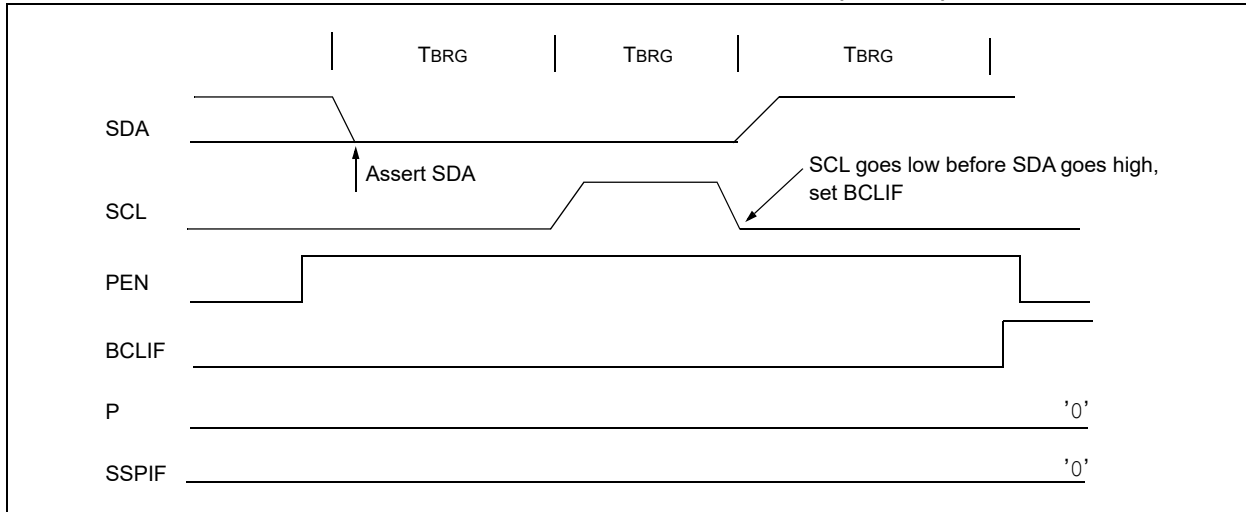 TBRG TBRG TBRG
SDA
Assert SDA
SCL goes low before SDA goes high,
set BCLIF
SCL
PEN
BCLIF
P
'0'
SSPIF
'0'